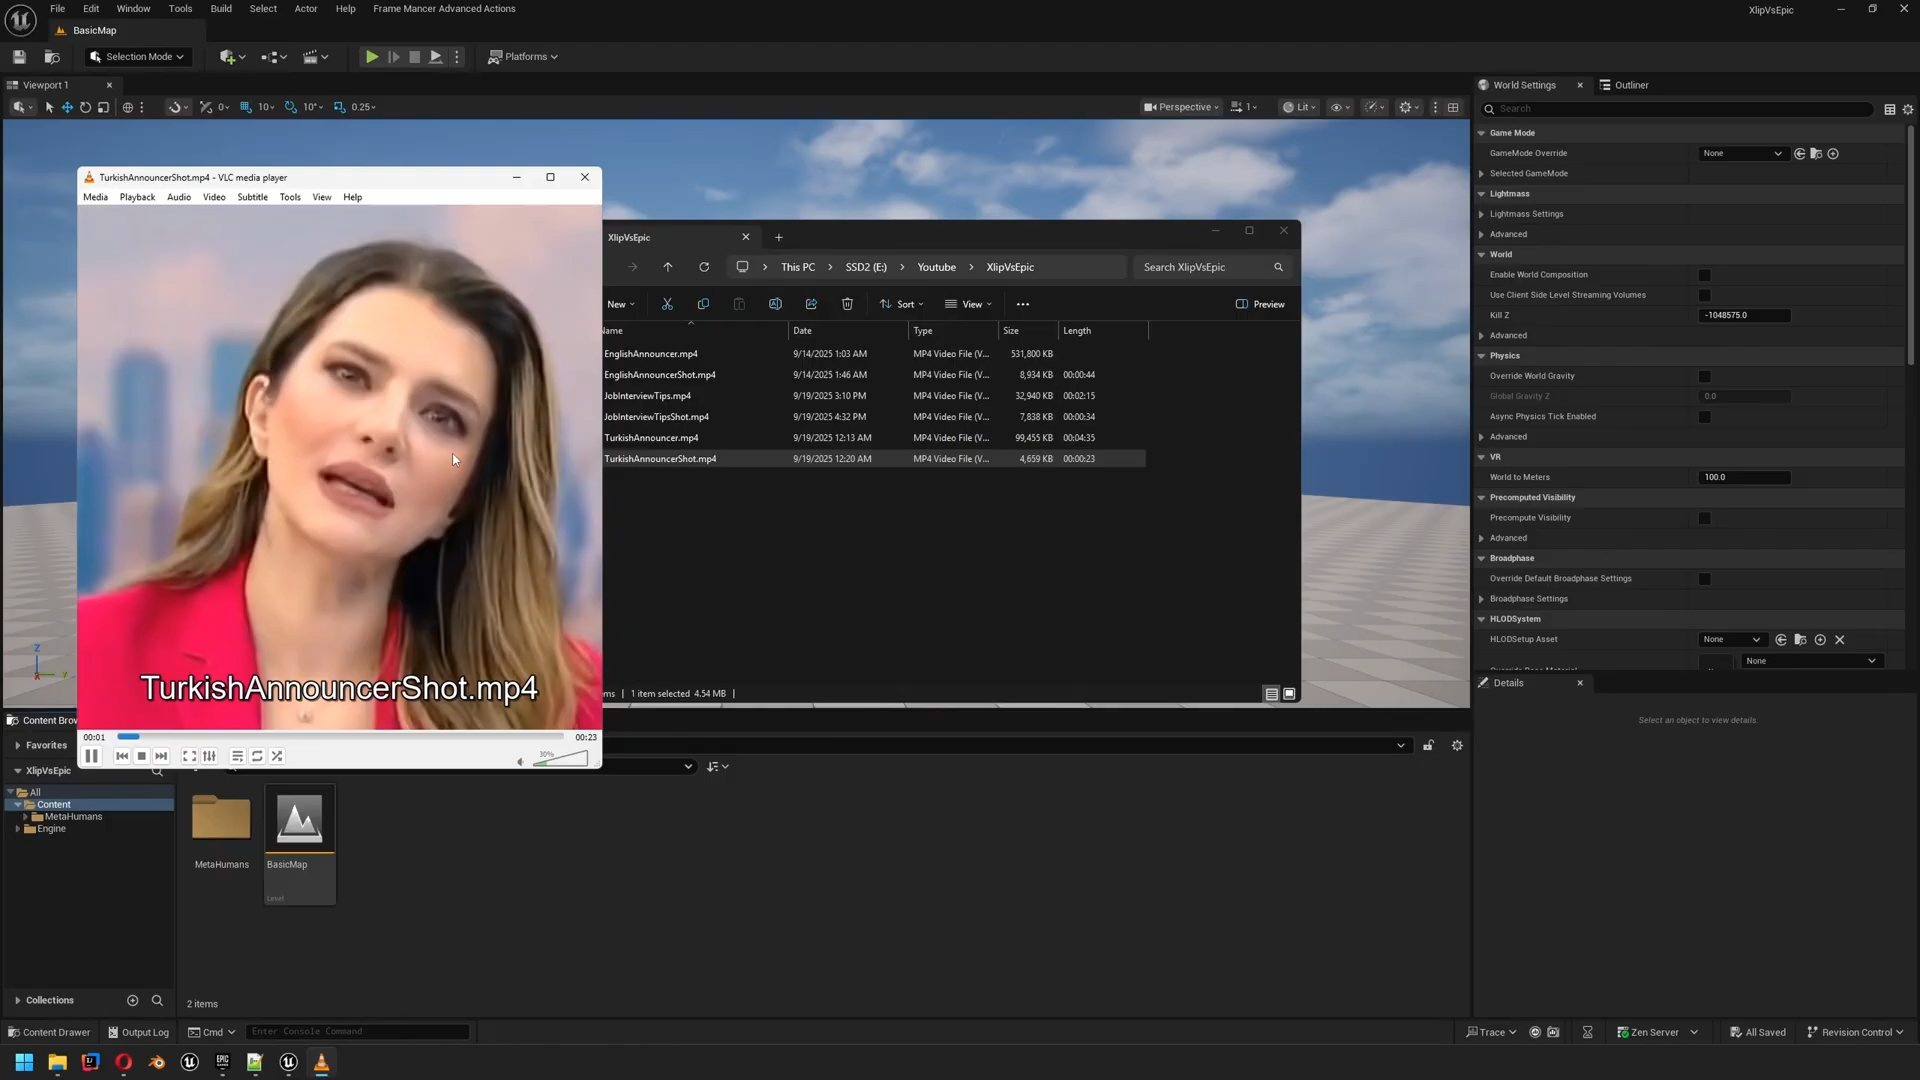 File Edit Window Tools Build Select Actor Help Frame Mancer Advanced Actions XlipVsEpic
BasicMap
Selection Mode Platforms
Viewport 1 World Settings Outliner
0 10 10° 0.25 Perspective 1 Lit
Search
Game Mode
GameMode Override None
Selected GameMode
Lightmass
Lightmass Settings
Advanced
World
Enable World Composition
Use Client Side Level Streaming Volumes
Kill Z -1048575.0
Advanced
Physics
Override World Gravity
Global Gravity Z 0.0
Async Physics Tick Enabled
Advanced
VR
World to Meters 100.0
Precomputed Visibility
Precompute Visibility
Advanced
Broadphase
Override Default Broadphase Settings
Broadphase Settings
HLODSystem
HLODSetup Asset None
None
Details
Select an object to view details.
TurkishAnnouncerShot.mp4 - VLC media player
Media Playback Audio Video Subtitle Tools View Help
TurkishAnnouncerShot.mp4
00:01 00:23
30%
XlipVsEpic
This PC SSD2 (E:) Youtube XlipVsEpic Search XlipVsEpic
New Sort View Preview
Name Date Type Size Length
EnglishAnnouncer.mp4 9/14/2025 1:03 AM MP4 Video File (V... 531,800 KB
EnglishAnnouncerShot.mp4 9/14/2025 1:46 AM MP4 Video File (V... 8,934 KB 00:00:44
JobInterviewTips.mp4 9/19/2025 3:10 PM MP4 Video File (V... 32,940 KB 00:02:15
JobInterviewTipsShot.mp4 9/19/2025 4:32 PM MP4 Video File (V... 7,838 KB 00:00:34
TurkishAnnouncer.mp4 9/19/2025 12:13 AM MP4 Video File (V... 99,455 KB 00:04:35
TurkishAnnouncerShot.mp4 9/19/2025 12:20 AM MP4 Video File (V... 4,659 KB 00:00:23
ms 1 item selected 4.54 MB
Z
Y
Content Brow
Favorites
XlipVsEpic
All
Content
MetaHumans
Engine
MetaHumans
BasicMap
Level
Collections
2 items
Content Drawer Output Log Cmd Enter Console Command Trace Zen Server All Saved Revision Control